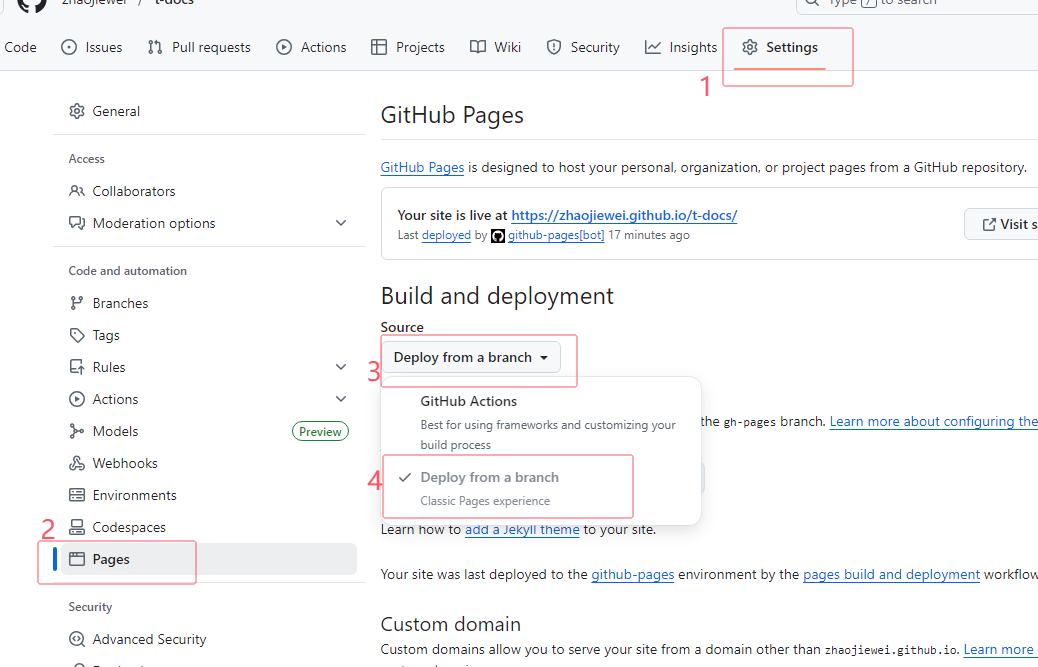 zhaojiewei / t-docs
Type / to search
Code Issues Pull requests Actions Projects Wiki Security Insights Settings
1
General
Access
Collaborators
Moderation options
Code and automation
Branches
Tags
Rules
Actions
Models Preview
Webhooks
Environments
Codespaces
2
Pages
Security
Advanced Security
GitHub Pages
GitHub Pages is designed to host your personal, organization, or project pages from a GitHub repository.
Your site is live at https://zhaojiewei.github.io/t-docs/
Last deployed by github-pages[bot] 17 minutes ago
Visit s
Build and deployment
Source
3
Deploy from a branch
GitHub Actions
Best for using frameworks and customizing your
build process
the gh-pages branch. Learn more about configuring the
4
Deploy from a branch
Classic Pages experience
Learn how to add a Jekyll theme to your site.
Your site was last deployed to the github-pages environment by the pages build and deployment workflow
Custom domain
Custom domains allow you to serve your site from a domain other than zhaojiewei.github.io. Learn more